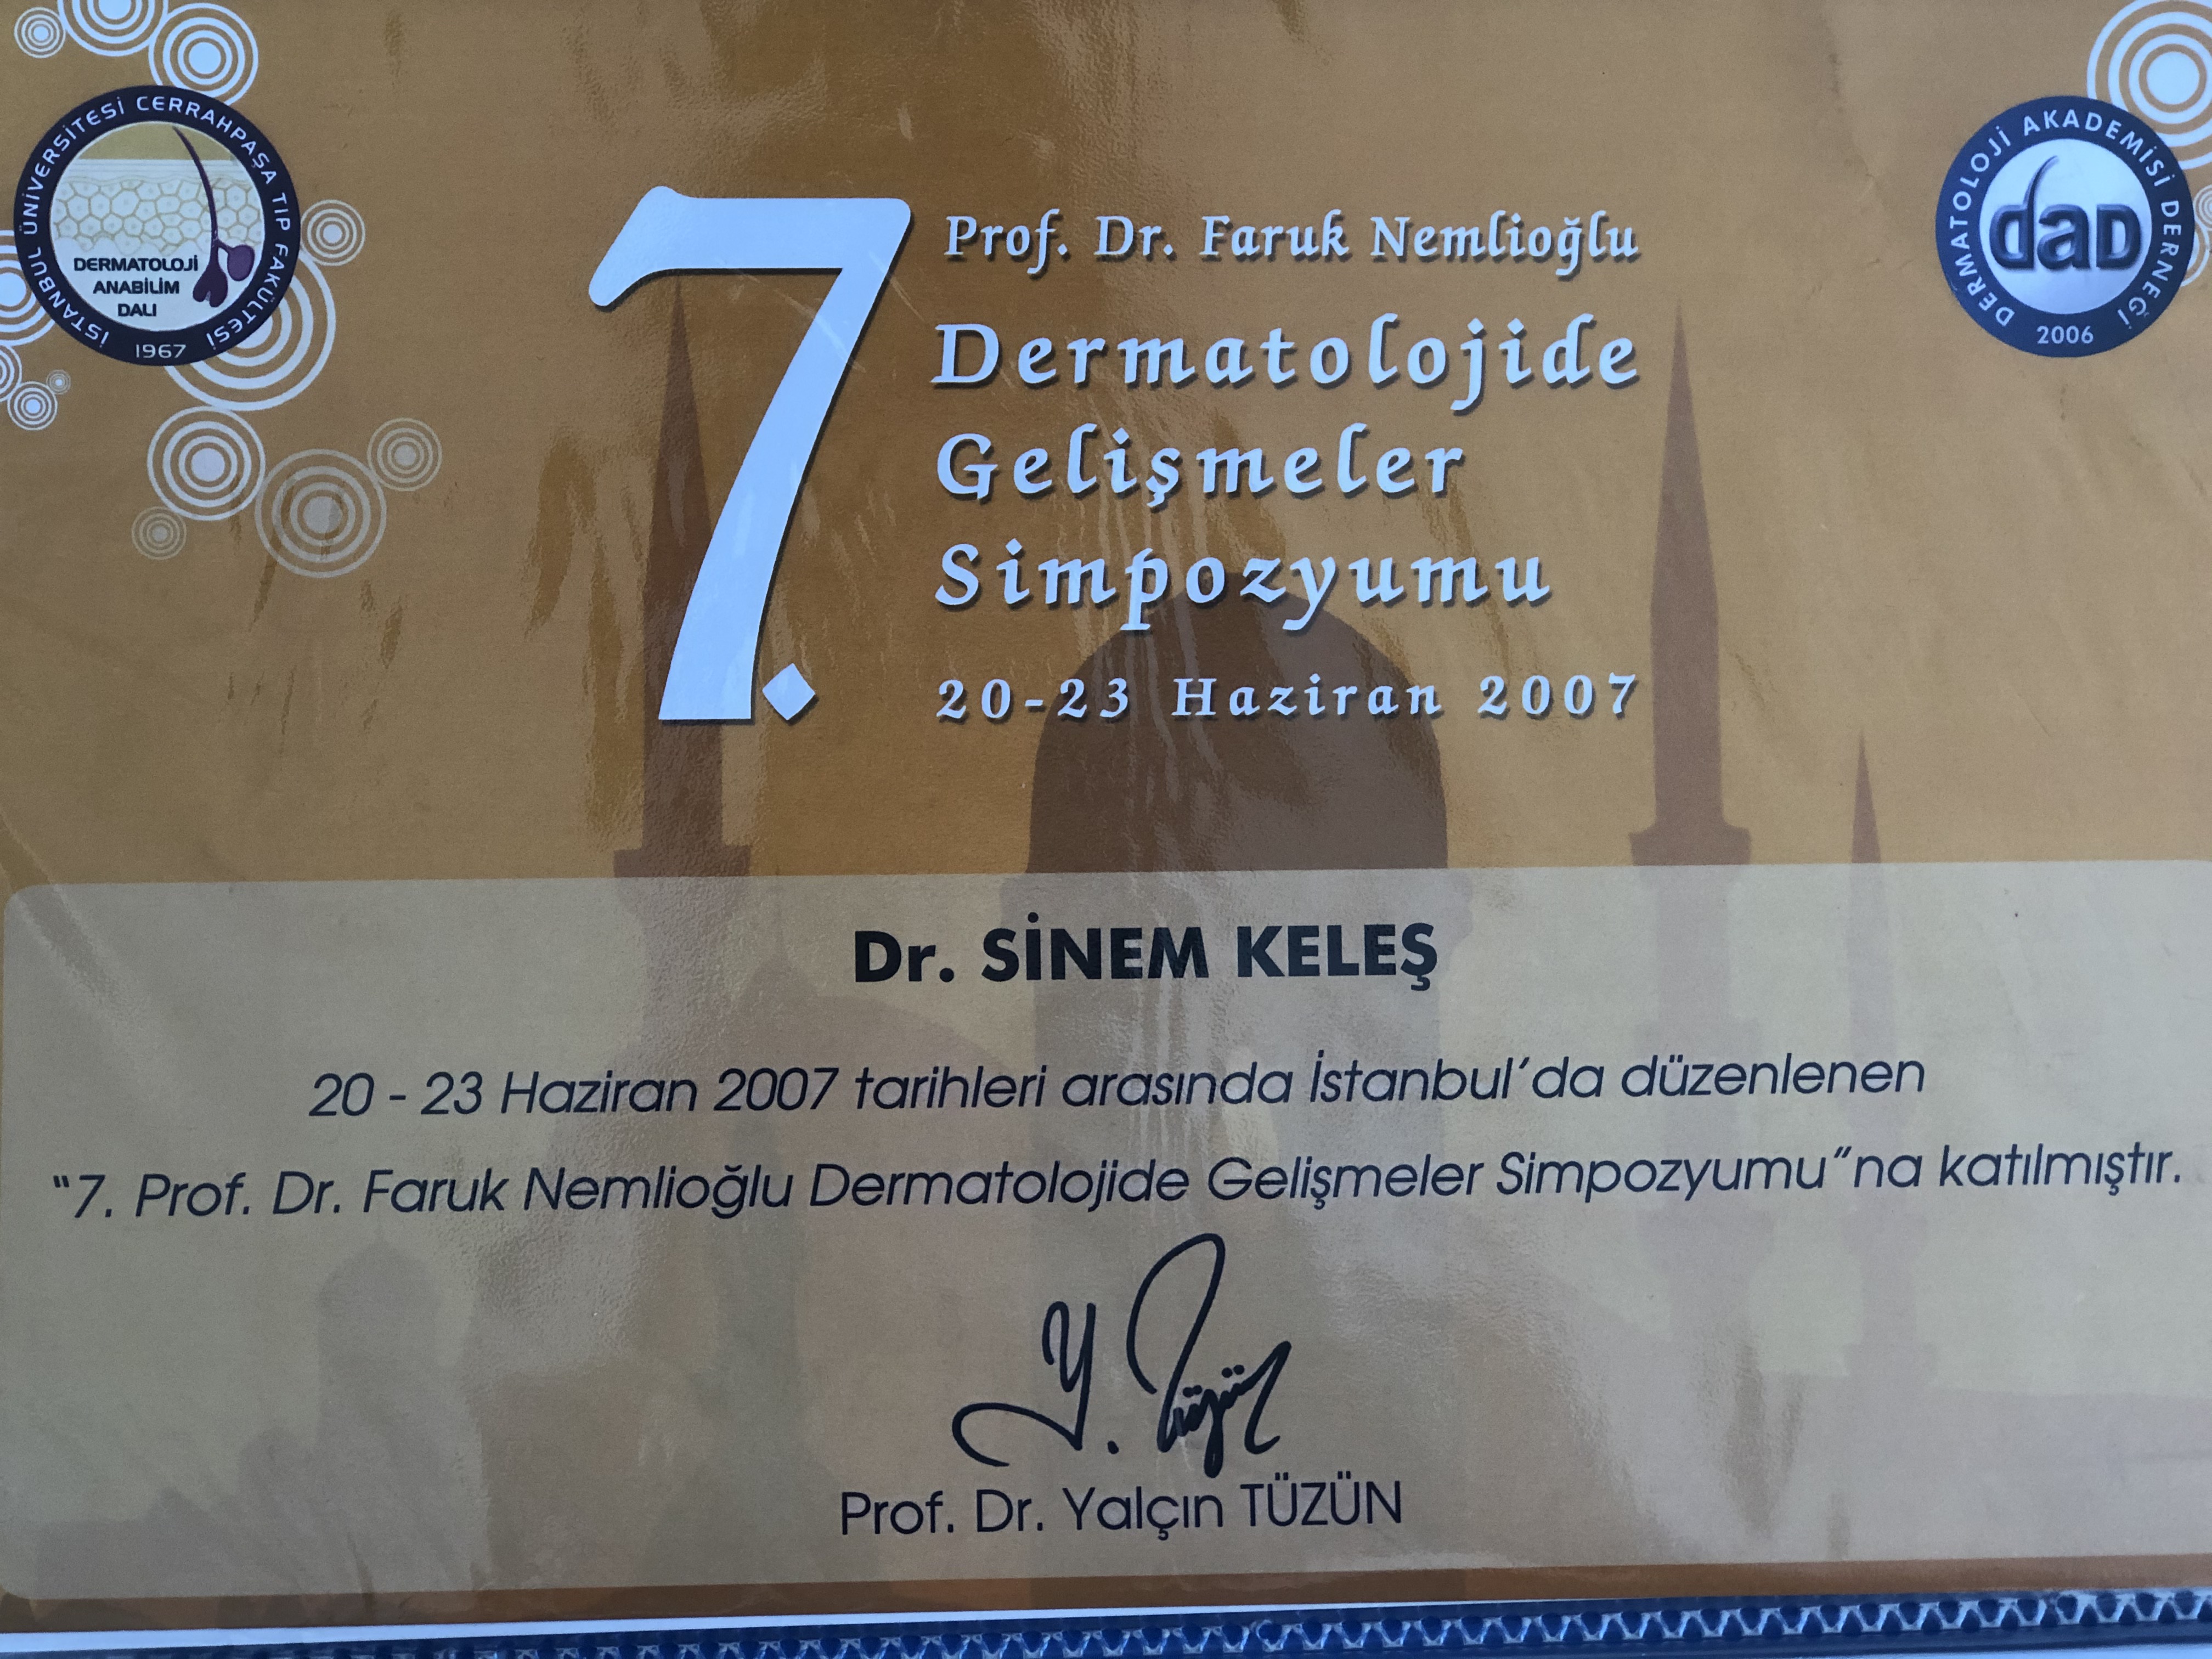 İSTANBUL ÜNİVERSİTESİ CERRAHPAŞA TIP FAKÜLTESİ
DERMATOLOJİ
ANABİLİM
DALI
1967
DERMATOLOJİ AKADEMİSİ DERNEĞİ
daD
2006
7.
Prof. Dr. Faruk Nemlioğlu
Dermatolojide
Gelişmeler
Simpozyumu
20-23 Haziran 2007
Dr. SİNEM KELEŞ
20 - 23 Haziran 2007 tarihleri arasında İstanbul'da düzenlenen
"7. Prof. Dr. Faruk Nemlioğlu Dermatolojide Gelişmeler Simpozyumu"na katılmıştır.
Y. Tüzün
Prof. Dr. Yalçın TÜZÜN